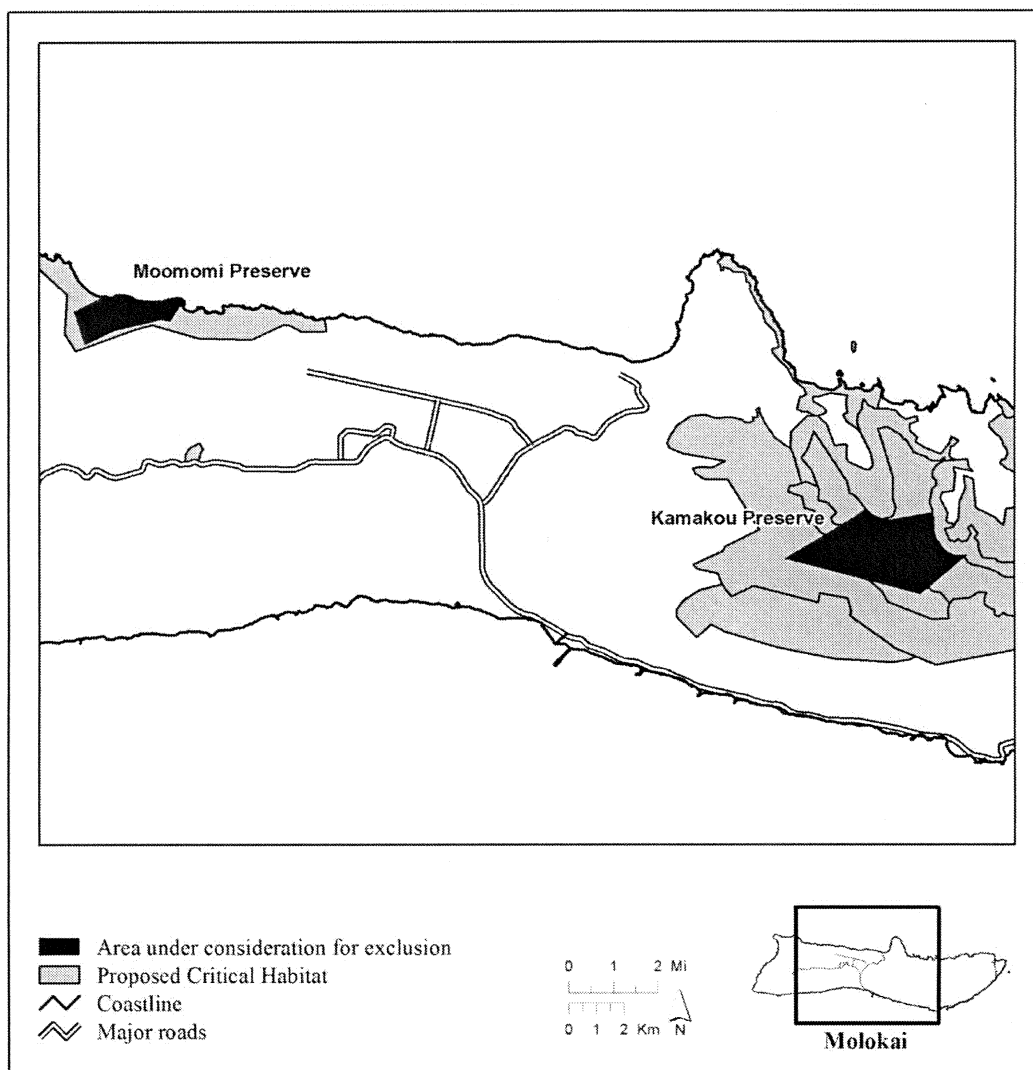 Moomomi Preserve
Kamakou Preserve
Area under consideration for exclusion
Proposed Critical Habitat
Coastline
Major roads
0 1 2 Mi
0 1 2 Km
N
Molokai